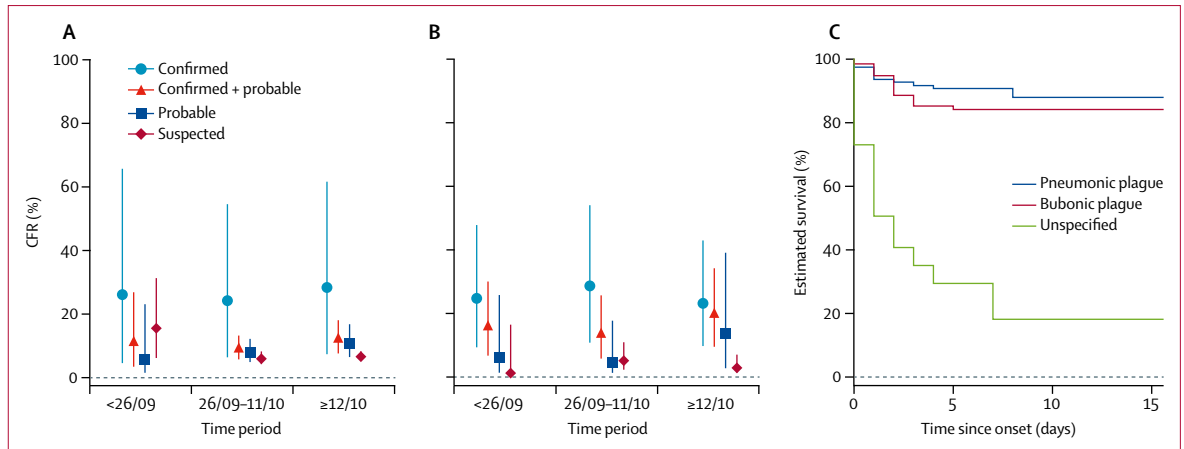 A
CFR (%)
100
80
60
40
20
0
Confirmed
Confirmed + probable
Probable
Suspected
<26/09
26/09–11/10
≥12/10
Time period
B
<26/09
26/09–11/10
≥12/10
Time period
C
Estimated survival (%)
100
80
60
40
20
0
Pneumonic plague
Bubonic plague
Unspecified
0
5
10
15
Time since onset (days)